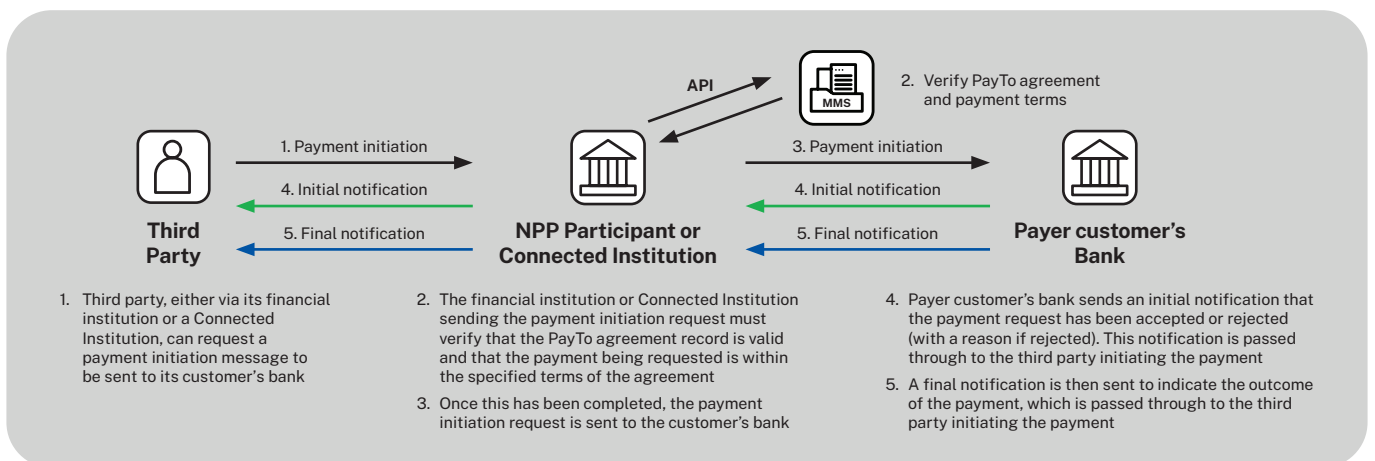 API
MMS
2. Verify PayTo agreement
and payment terms
1. Payment initiation
3. Payment initiation
4. Initial notification
4. Initial notification
5. Final notification
5. Final notification
Third
Party
NPP Participant or
Connected Institution
Payer customer’s
Bank
1. Third party, either via its financial
institution or a Connected
Institution, can request a
payment initiation message to
be sent to its customer’s bank
2. The financial institution or Connected Institution
sending the payment initiation request must
verify that the PayTo agreement record is valid
and that the payment being requested is within
the specified terms of the agreement
3. Once this has been completed, the payment
initiation request is sent to the customer’s bank
4. Payer customer’s bank sends an initial notification that
the payment request has been accepted or rejected
(with a reason if rejected). This notification is passed
through to the third party initiating the payment
5. A final notification is then sent to indicate the outcome
of the payment, which is passed through to the third
party initiating the payment